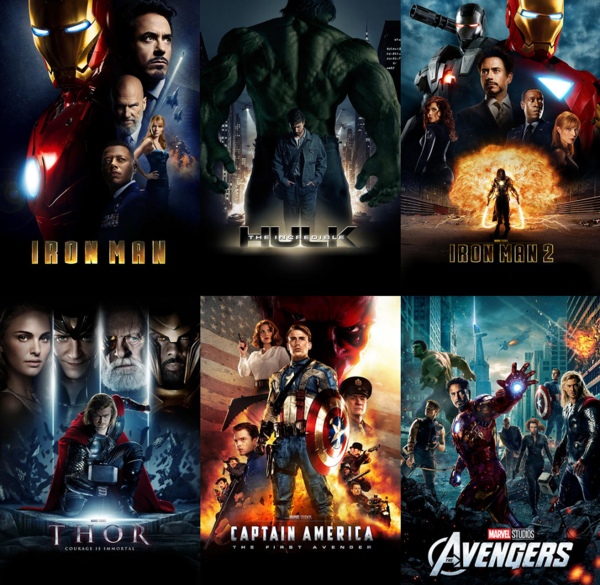 IRON MAN
THE INCREDIBLE
HULK
IRON MAN 2
THOR
COURAGE IS IMMORTAL
CAPTAIN AMERICA
THE FIRST AVENGER
MARVEL STUDIOS
THE
AVENGERS